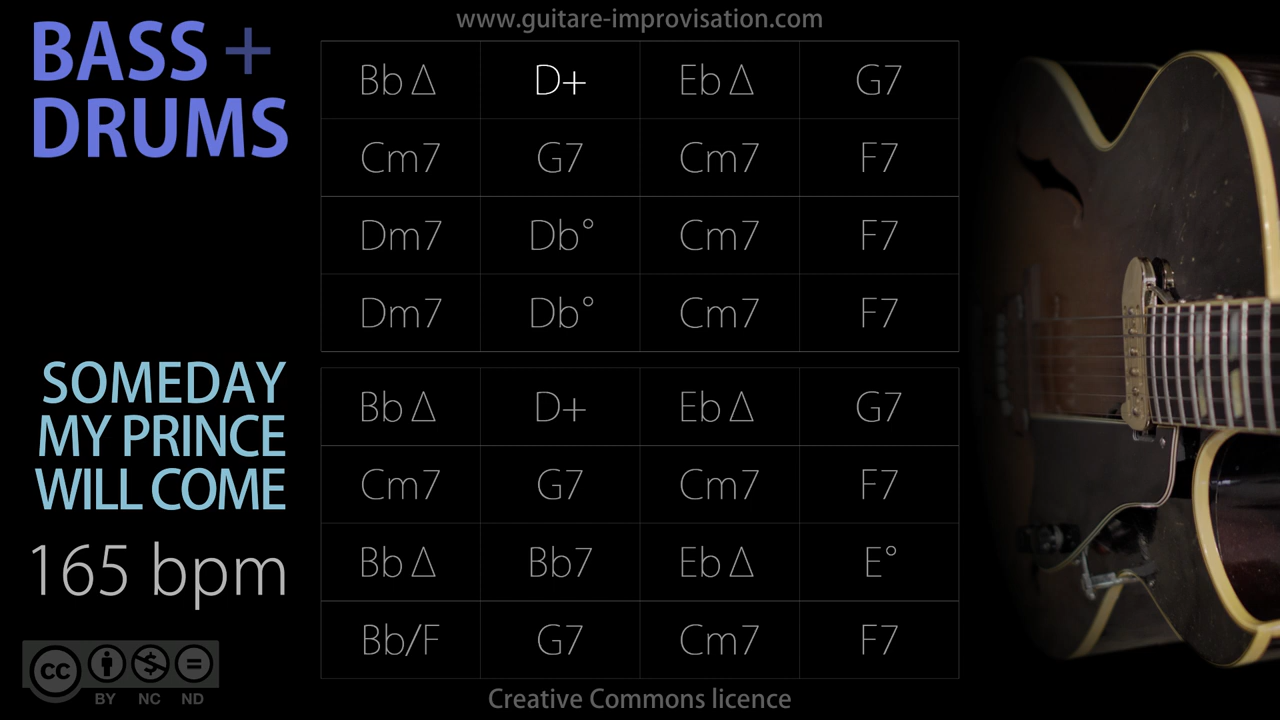 www.guitare-improvisation.com
BASS +
DRUMS
Bb Δ D+ Eb Δ G7
Cm7 G7 Cm7 F7
Dm7 Db° Cm7 F7
Dm7 Db° Cm7 F7
SOMEDAY
MY PRINCE
WILL COME
165 bpm
Bb Δ D+ Eb Δ G7
Cm7 G7 Cm7 F7
Bb Δ Bb7 Eb Δ E°
Bb/F G7 Cm7 F7
cc
BY NC ND
Creative Commons licence